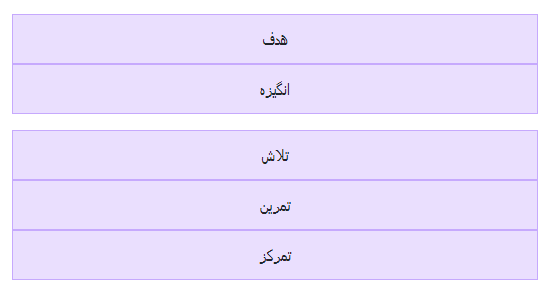 هدف
انگیزه
تلاش
تمرین
تمرکز